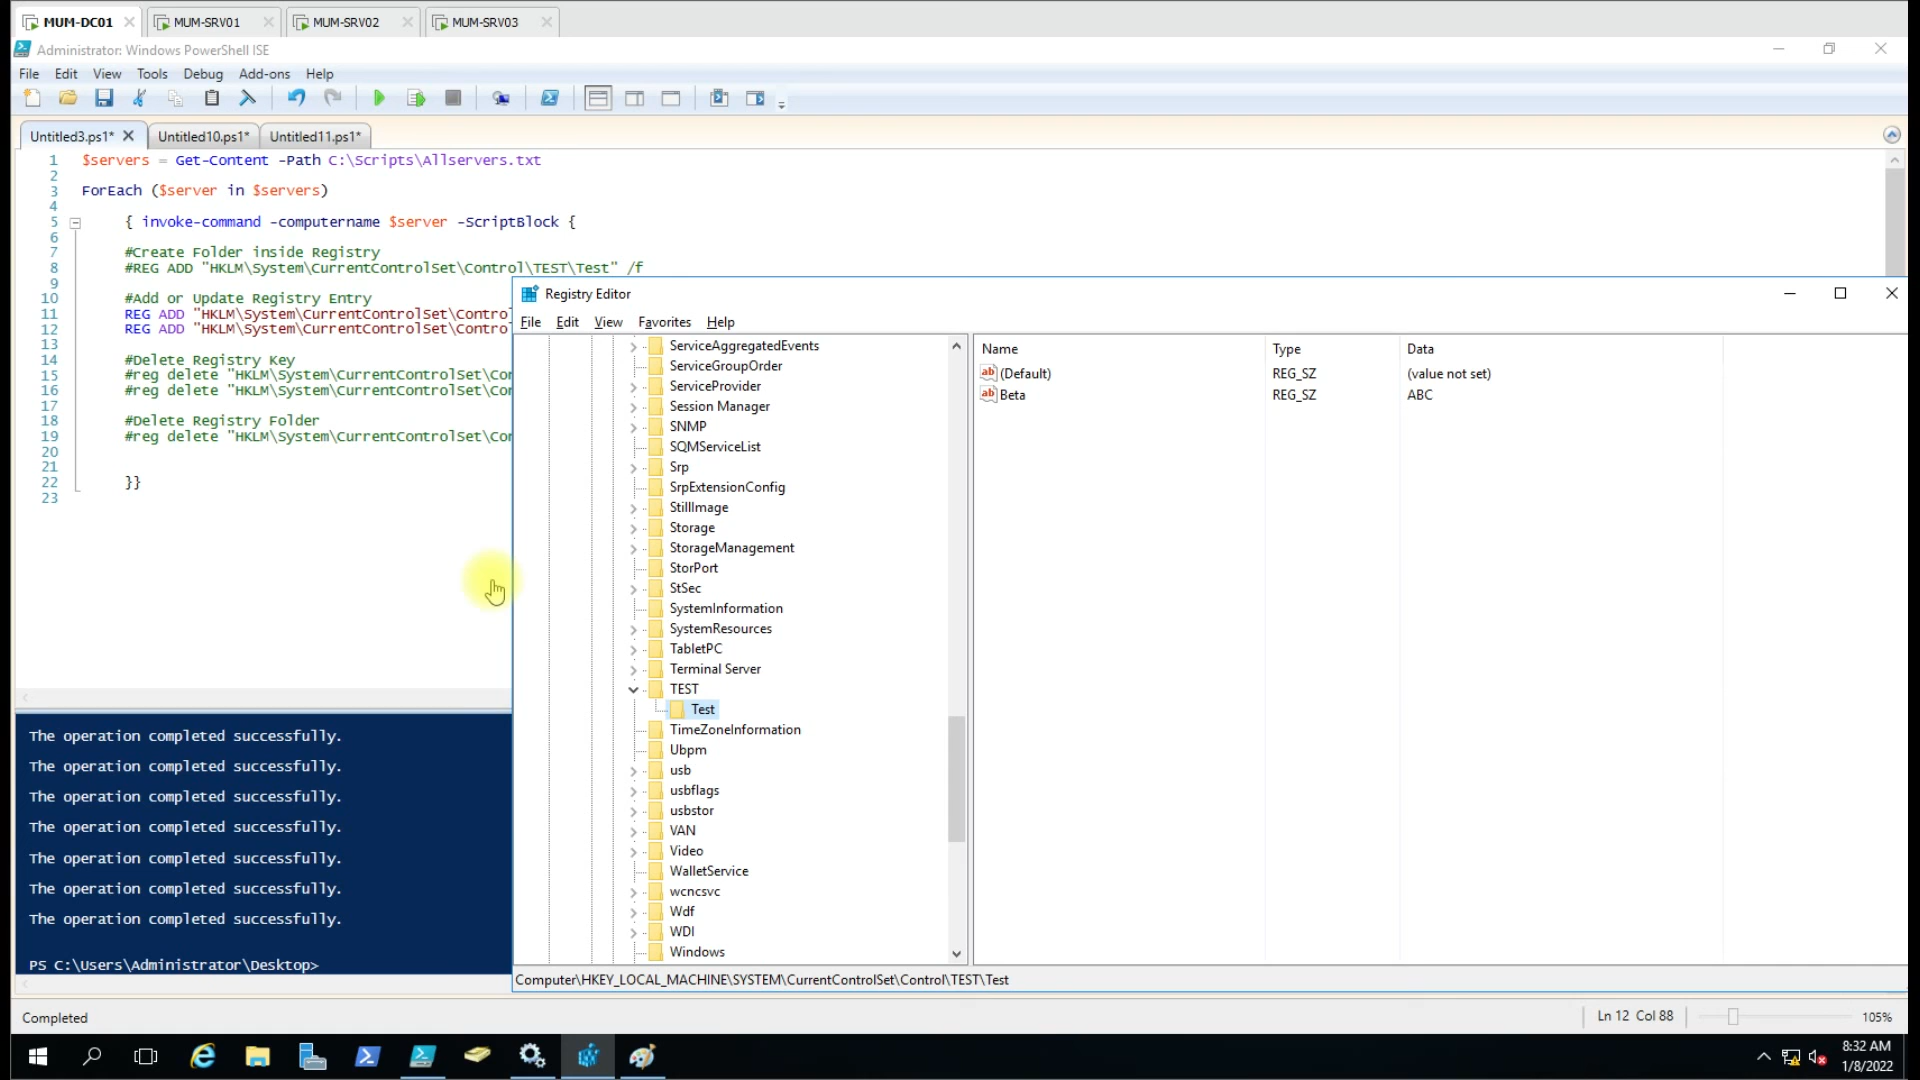 MUM-DC01 MUM-SRV01 MUM-SRV02 MUM-SRV03
Administrator: Windows PowerShell ISE
File Edit View Tools Debug Add-ons Help
Untitled3.ps1* Untitled10.ps1* Untitled11.ps1*
1 $servers = Get-Content -Path C:\Scripts\Allservers.txt
2
3 ForEach ($server in $servers)
4
5 { invoke-command -computername $server -ScriptBlock {
6
7 #Create Folder inside Registry
8 #REG ADD "HKLM\System\CurrentControlSet\Control\TEST\Test" /f
9
10 #Add or Update Registry Entry
11 REG ADD "HKLM\System\CurrentControlSet\Contro
12 REG ADD "HKLM\System\CurrentControlSet\Contro
13
14 #Delete Registry Key
15 #reg delete "HKLM\System\CurrentControlSet\Cor
16 #reg delete "HKLM\System\CurrentControlSet\Cor
17
18 #Delete Registry Folder
19 #reg delete "HKLM\System\CurrentControlSet\Cor
20
21
22 }}
23
Registry Editor
File Edit View Favorites Help
ServiceAggregatedEvents
ServiceGroupOrder
ServiceProvider
Session Manager
SNMP
SQMServiceList
Srp
SrpExtensionConfig
StillImage
Storage
StorageManagement
StorPort
StSec
SystemInformation
SystemResources
TabletPC
Terminal Server
TEST
Test
TimeZoneInformation
Ubpm
usb
usbflags
usbstor
VAN
Video
WalletService
wcncsvc
Wdf
WDI
Windows
Name Type Data
(Default) REG_SZ (value not set)
Beta REG_SZ ABC
Computer\HKEY_LOCAL_MACHINE\SYSTEM\CurrentControlSet\Control\TEST\Test
The operation completed successfully.
The operation completed successfully.
The operation completed successfully.
The operation completed successfully.
The operation completed successfully.
The operation completed successfully.
The operation completed successfully.
PS C:\Users\Administrator\Desktop>
Completed Ln 12 Col 88 105%
8:32 AM
1/8/2022